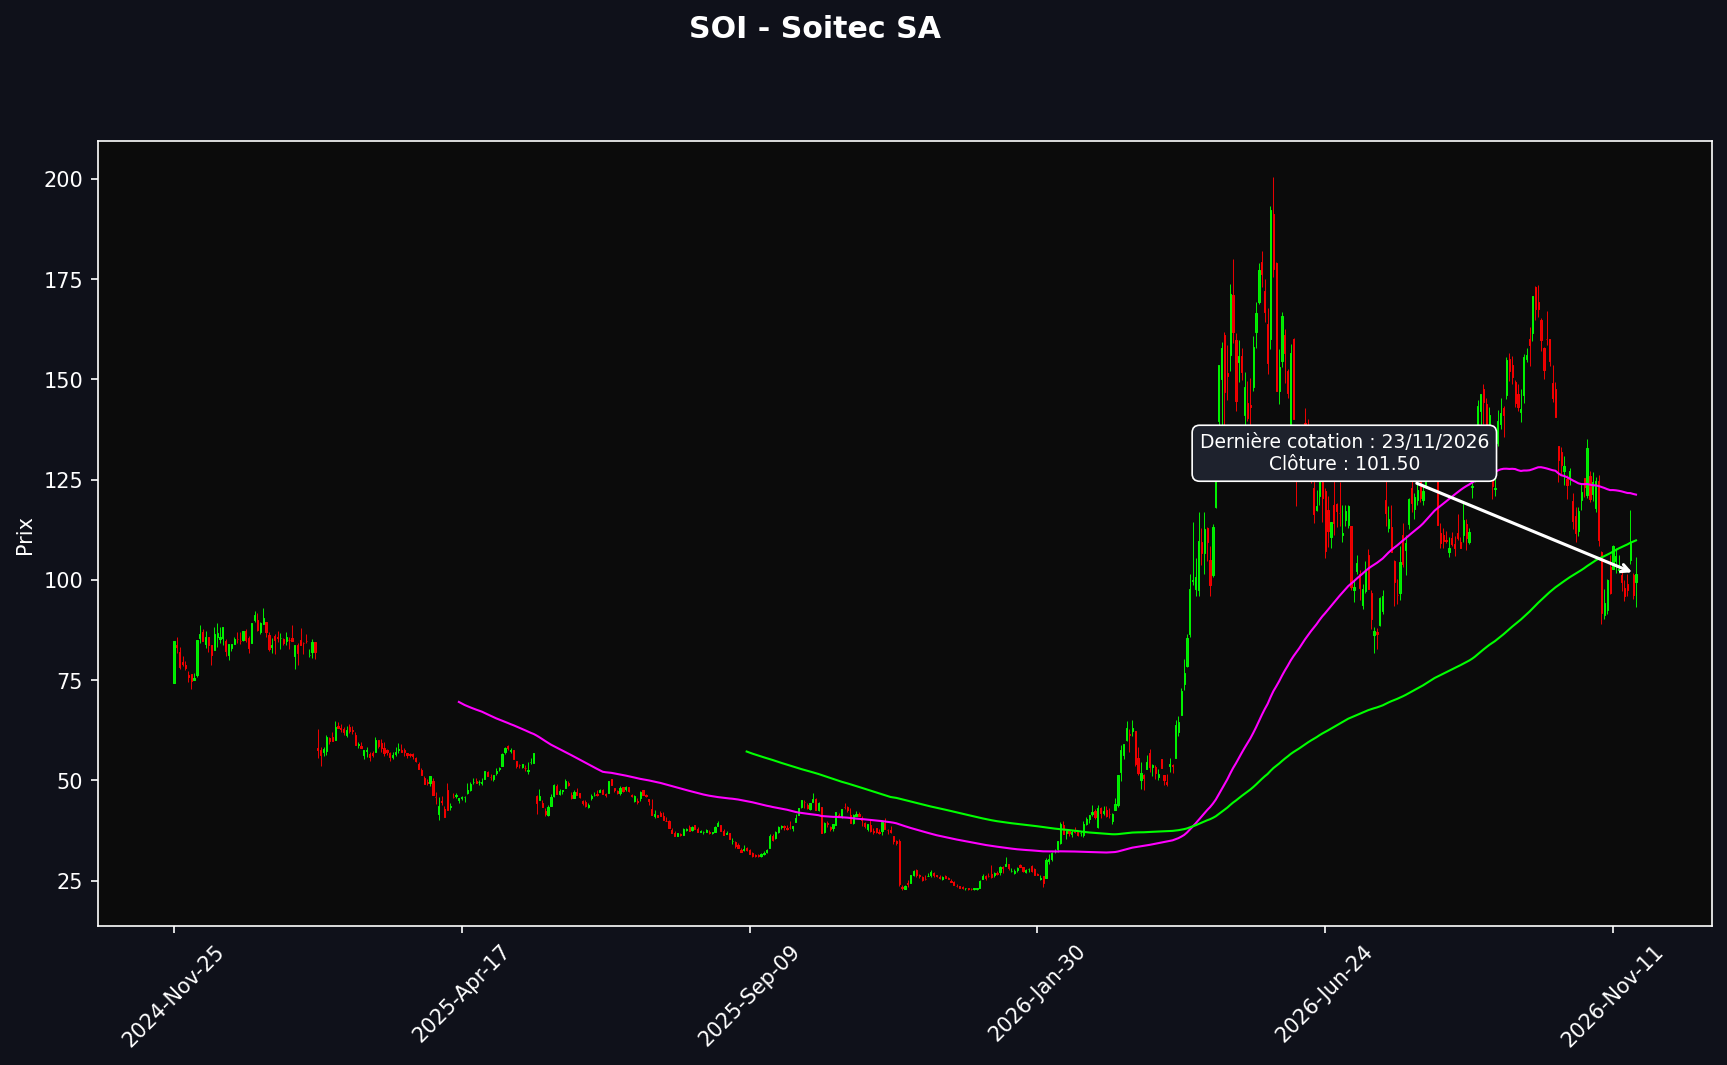 SOI - Soitec SA
200
175
150
125
100
75
50
25
Prix
Dernière cotation : 23/11/2026
Clôture : 101.50
2024-Nov-25
2025-Apr-17
2025-Sep-09
2026-Jan-30
2026-Jun-24
2026-Nov-11